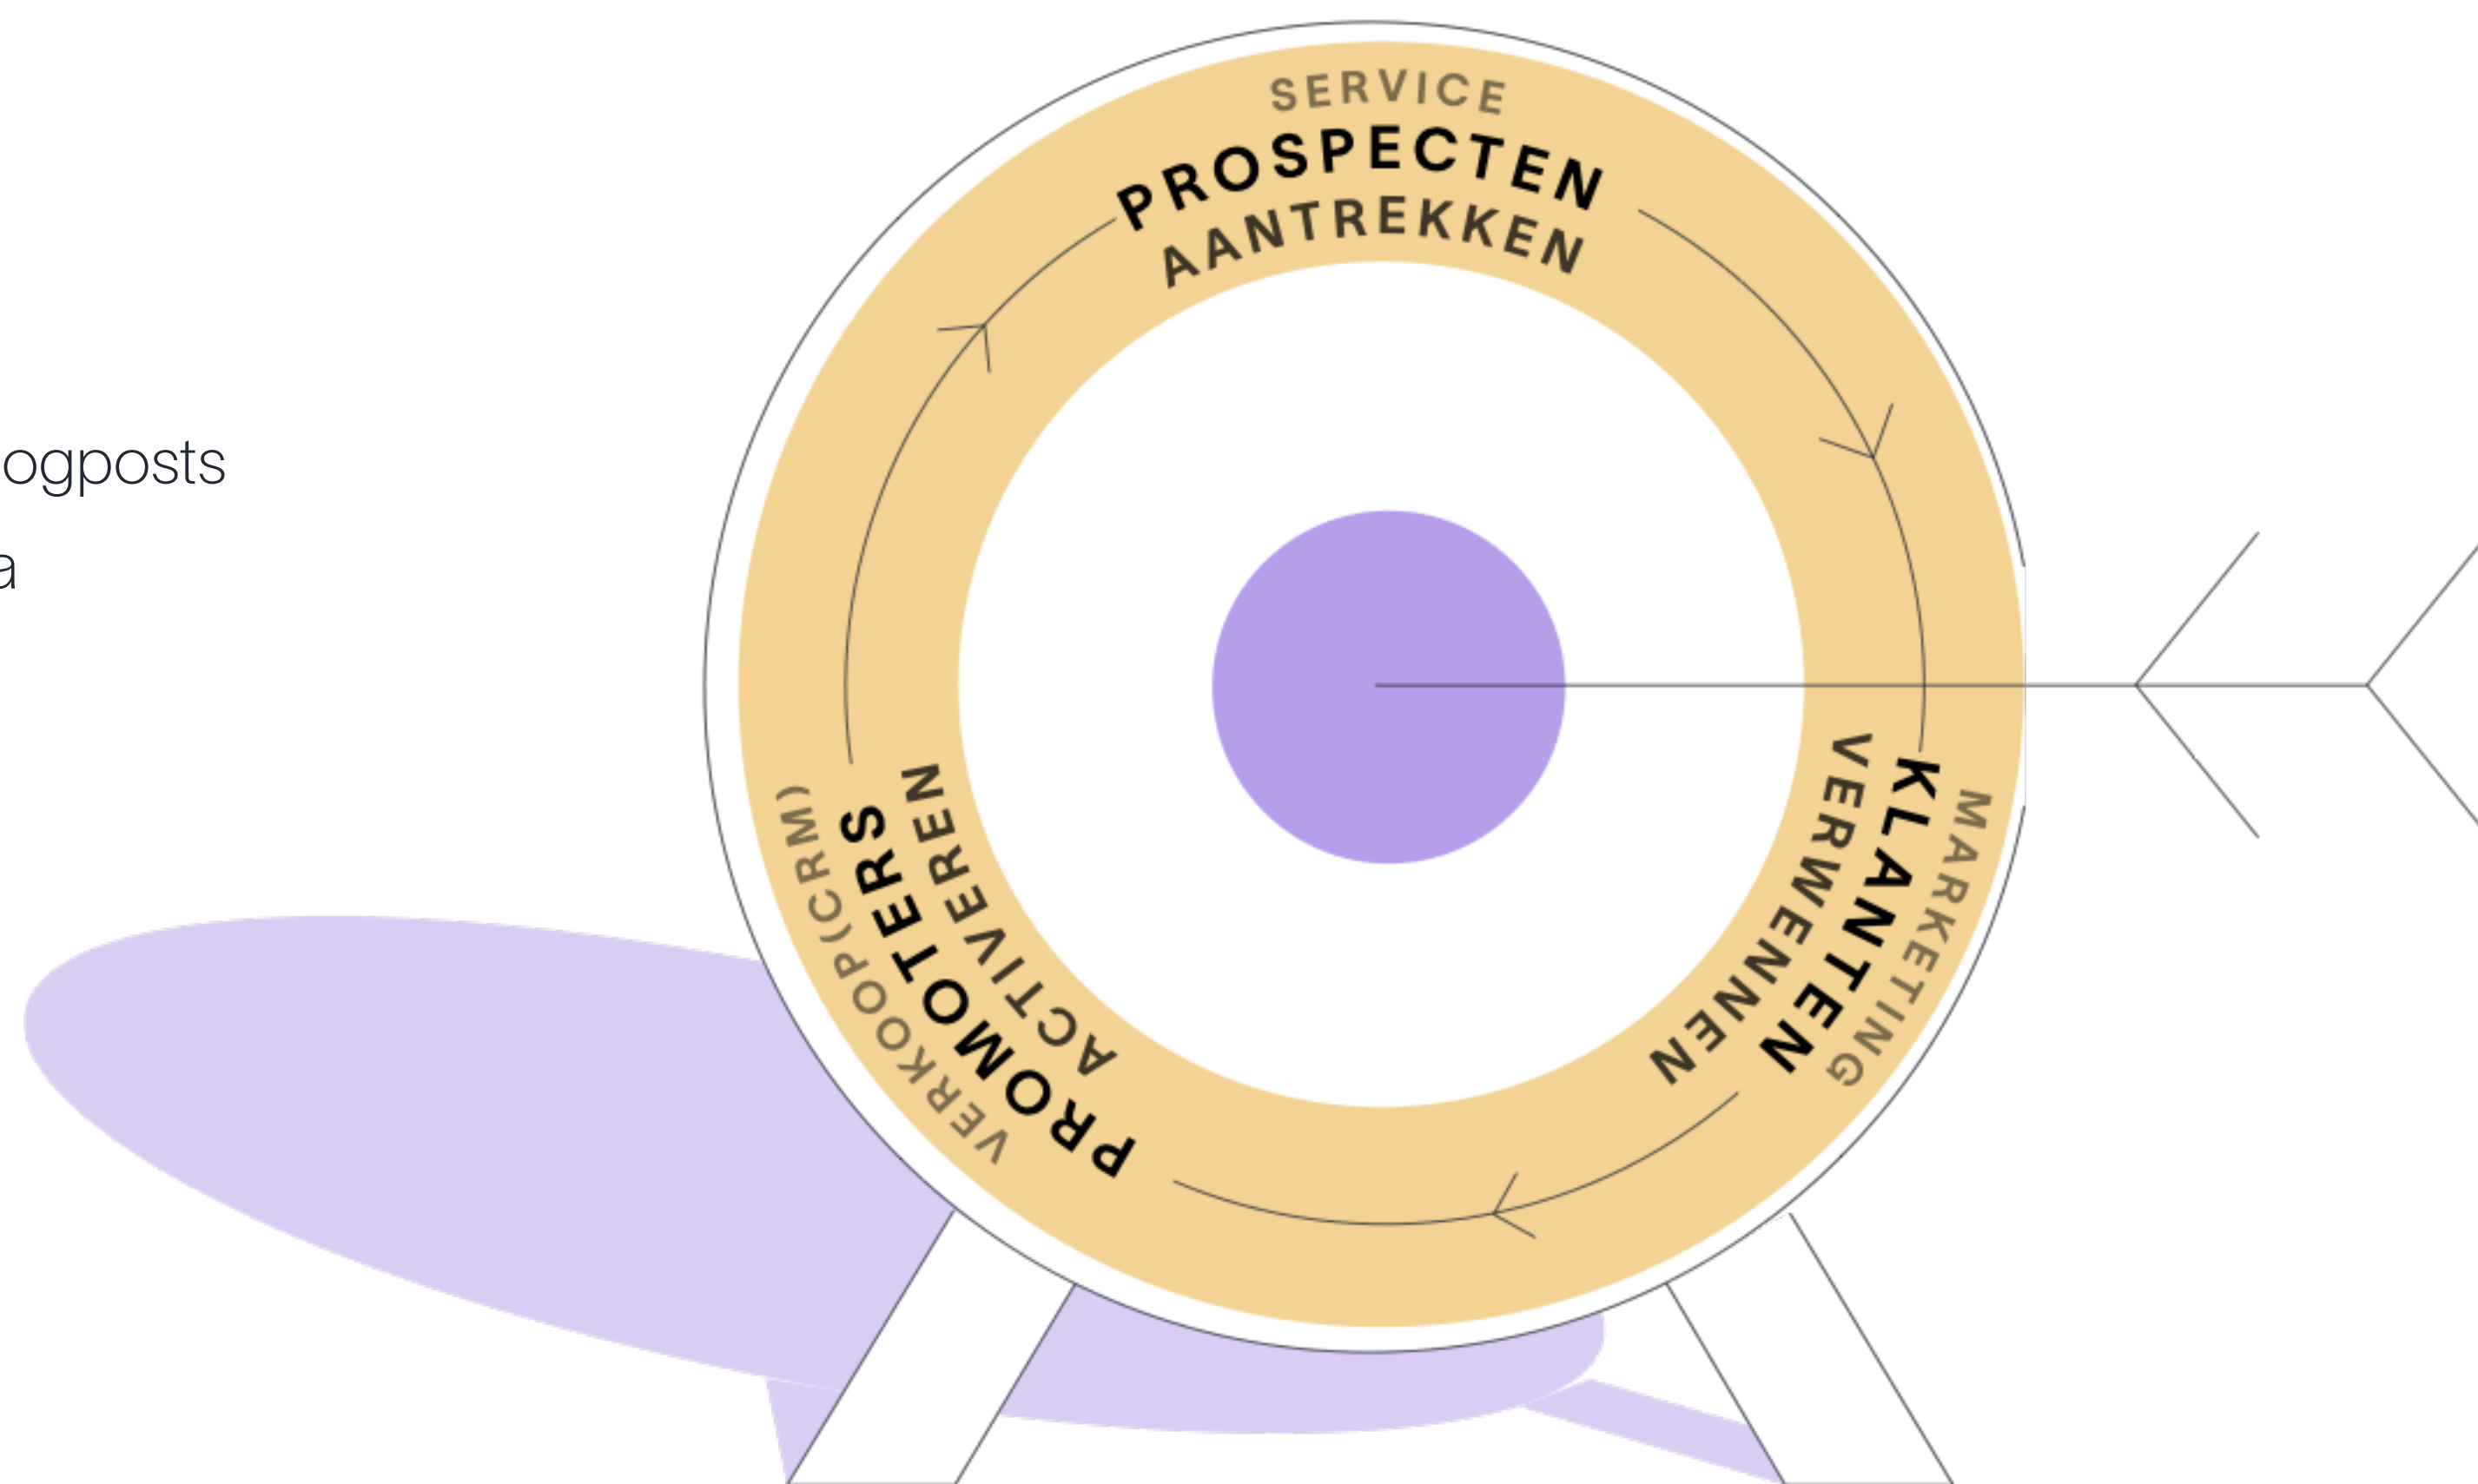 ogposts
a
SERVICE
PROSPECTEN
AANTREKKEN
MARKETING
KLANTEN
VERWENNEN
VERKOOP(CRM)
PROMOTERS
ACTIVEREN